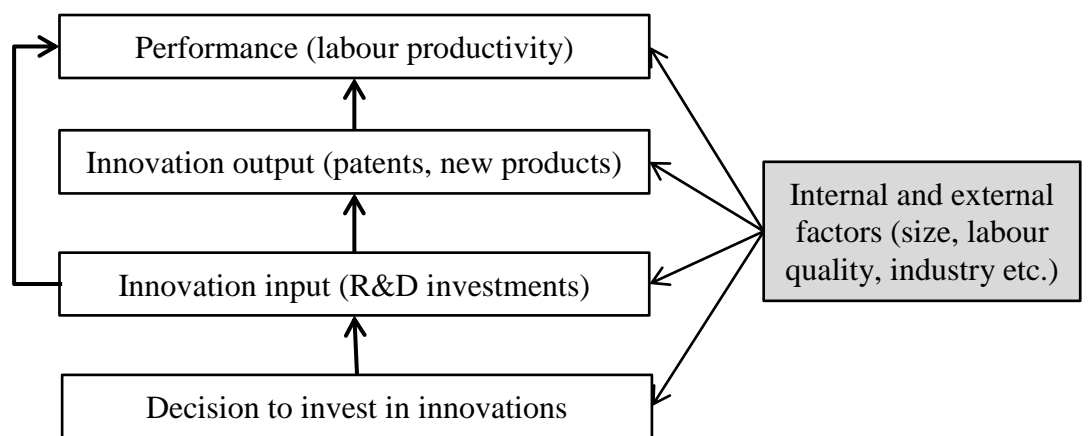 Performance (labour productivity)
Innovation output (patents, new products)
Innovation input (R&D investments)
Decision to invest in innovations
Internal and external
factors (size, labour
quality, industry etc.)